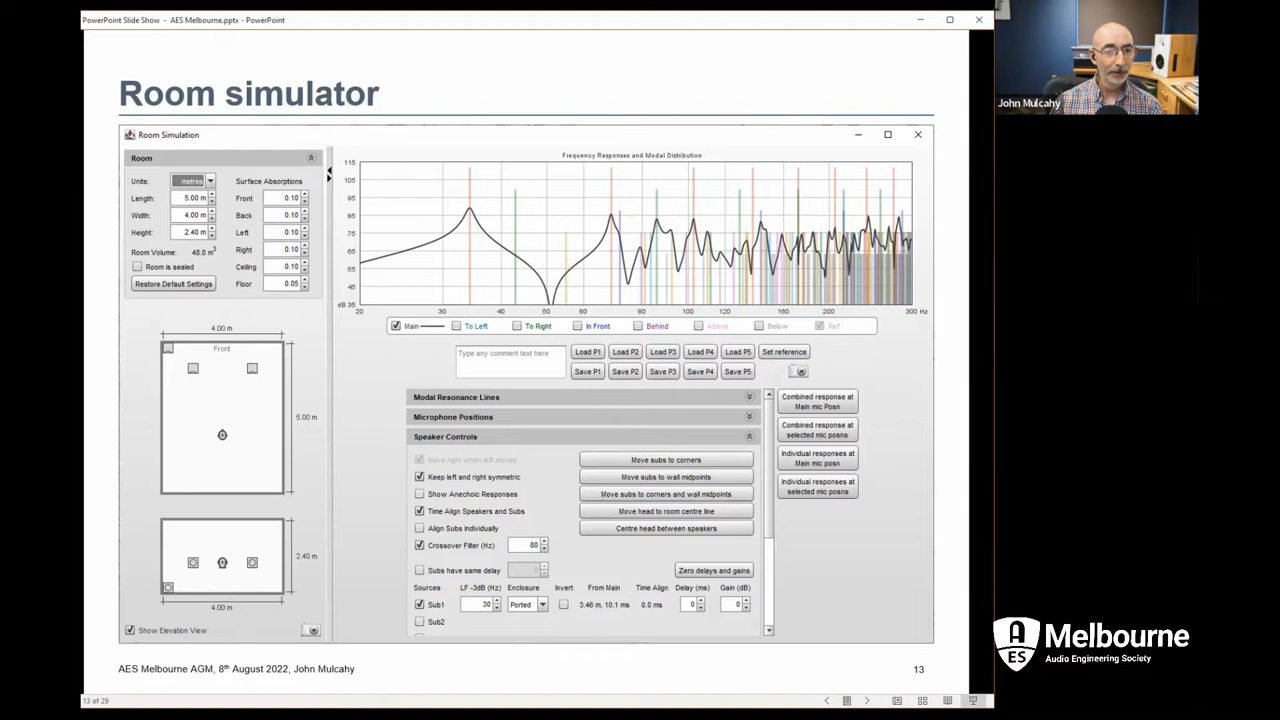 PowerPoint Slide Show - AES Melbourne.pptx - PowerPoint
Room simulator
Room Simulation
Room
Units: metres Surface Absorptions
Length: 5.00 m Front 0.10
Width: 4.00 m Back 0.10
Height: 2.40 m Left 0.10
Room Volume: 48.0 m³ Right 0.10
Room is sealed Ceiling 0.10
Restore Default Settings Floor 0.05
4.00 m
Front
5.00 m
2.40 m
4.00 m
Show Elevation View
Frequency Responses and Modal Distribution
115
105
95
85
75
65
55
45
dB 35
20 30 40 50 60 70 80 100 120 140 160 200 300 Hz
Main To Left To Right In Front Behind Above Below Ref
Type any comment text here
Load P1 Load P2 Load P3 Load P4 Load P5 Set reference
Save P1 Save P2 Save P3 Save P4 Save P5
Modal Resonance Lines
Microphone Positions
Speaker Controls
Move right when left moved Move subs to corners
Keep left and right symmetric Move subs to wall midpoints
Show Anechoic Responses Move subs to corners and wall midpoints
Time Align Speakers and Subs Move head to room centre line
Align Subs Individually Centre head between speakers
Crossover Filter (Hz) 80
Subs have same delay Zero delays and gains
Sources LF -3dB (Hz) Enclosure Invert From Main Time Align Delay (ms) Gain (dB)
Sub1 30 Ported 3.46 m, 10.1 ms 0.0 ms 0 0
Sub2
Combined response at
Main mic Posn
Combined response at
selected mic posns
Individual responses at
Main mic posn
Individual responses at
selected mic posns
AES Melbourne AGM, 8th August 2022, John Mulcahy 13
13 of 29
John Mulcahy
AES
Melbourne
Audio Engineering Society